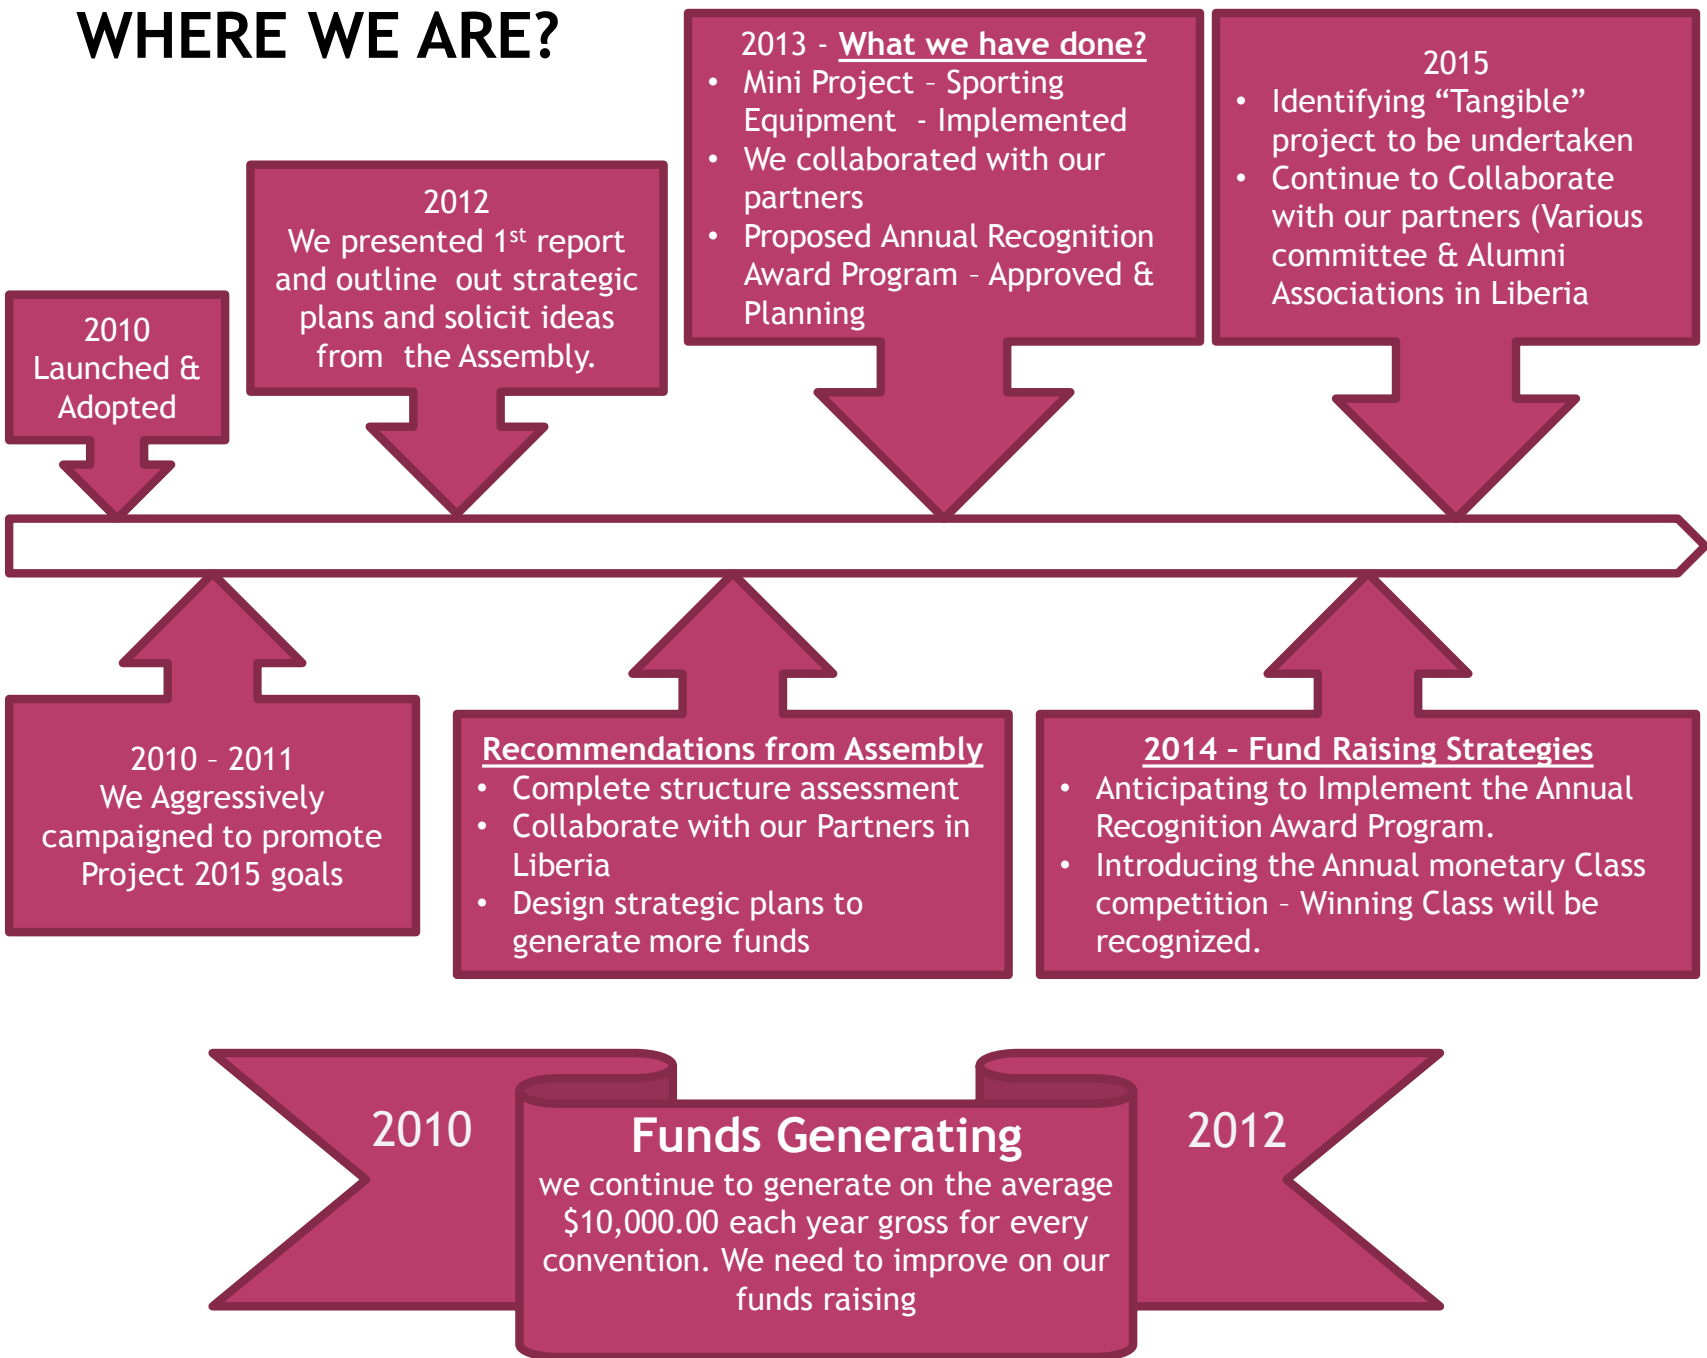 WHERE WE ARE?
2010
Launched &
Adopted
2012
We presented 1st report
and outline out strategic
plans and solicit ideas
from the Assembly.
2013 - What we have done?
• Mini Project – Sporting
Equipment - Implemented
• We collaborated with our
partners
• Proposed Annual Recognition
Award Program – Approved &
Planning
2015
• Identifying “Tangible”
project to be undertaken
• Continue to Collaborate
with our partners (Various
committee & Alumni
Associations in Liberia
2010 – 2011
We Aggressively
campaigned to promote
Project 2015 goals
Recommendations from Assembly
• Complete structure assessment
• Collaborate with our Partners in
Liberia
• Design strategic plans to
generate more funds
2014 – Fund Raising Strategies
• Anticipating to Implement the Annual
Recognition Award Program.
• Introducing the Annual monetary Class
competition – Winning Class will be
recognized.
2010
Funds Generating
we continue to generate on the average
$10,000.00 each year gross for every
convention. We need to improve on our
funds raising
2012